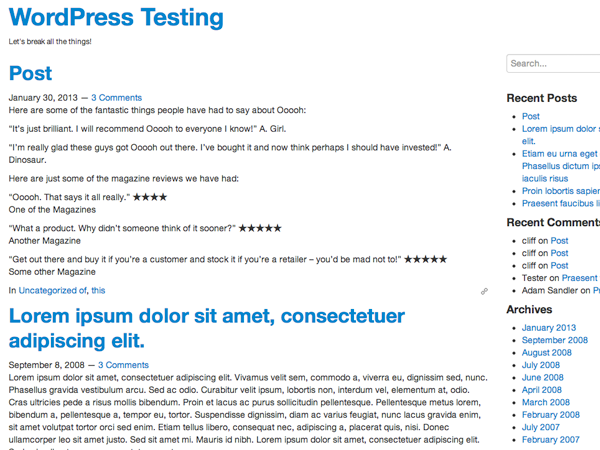 WordPress Testing
Let's break all the things!
Post
January 30, 2013 — 3 Comments
Here are some of the fantastic things people have had to say about Ooooh:
“It's just brilliant. I will recommend Ooooh to everyone I know!” A. Girl.
“I'm really glad these guys got Ooooh out there. I've bought it and now think perhaps I should have invested!” A.
Dinosaur.
Here are just some of the magazine reviews we have had:
“Ooooh. That says it all really.” ★★★★
One of the Magazines
“What a product. Why didn't someone think of it sooner?” ★★★★★
Another Magazine
“Get out there and buy it if you're a customer and stock it if you're a retailer – you'd be mad not to!” ★★★★★
Some other Magazine
In Uncategorized of, this
Lorem ipsum dolor sit amet, consectetuer
adipiscing elit.
September 8, 2008 — 3 Comments
Lorem ipsum dolor sit amet, consectetuer adipiscing elit. Vivamus velit sem, commodo a, viverra eu, dignissim sed, nunc.
Phasellus gravida vestibulum arcu. Sed ac odio. Curabitur velit ipsum, lobortis non, interdum vel, elementum at, odio.
Cras ultricies pede a risus mollis bibendum. Proin et lacus ac purus sollicitudin pellentesque. Pellentesque metus lorem,
bibendum a, pellentesque a, tempor eu, tortor. Suspendisse dignissim, diam ac varius feugiat, nunc lacus gravida enim,
sit amet volutpat tortor orci sed enim. Etiam tellus libero, consequat nec, adipiscing a, placerat quis, nisi. Donec
ullamcorper leo sit amet justo. Sed sit amet mi. Mauris id nibh. Lorem ipsum dolor sit amet, consectetuer adipiscing elit.
Search...
Recent Posts
Post
Lorem ipsum dolor s
elit.
Etiam eu urna eget
Phasellus dictum ip
iaculis risus
Proin lobortis sapien
Praesent faucibus li
Recent Comments
cliff on Post
cliff on Post
cliff on Post
Tester on Praesent
Adam Sandler on Pr
Archives
January 2013
September 2008
August 2008
July 2008
June 2008
April 2008
March 2008
February 2008
July 2007
February 2007